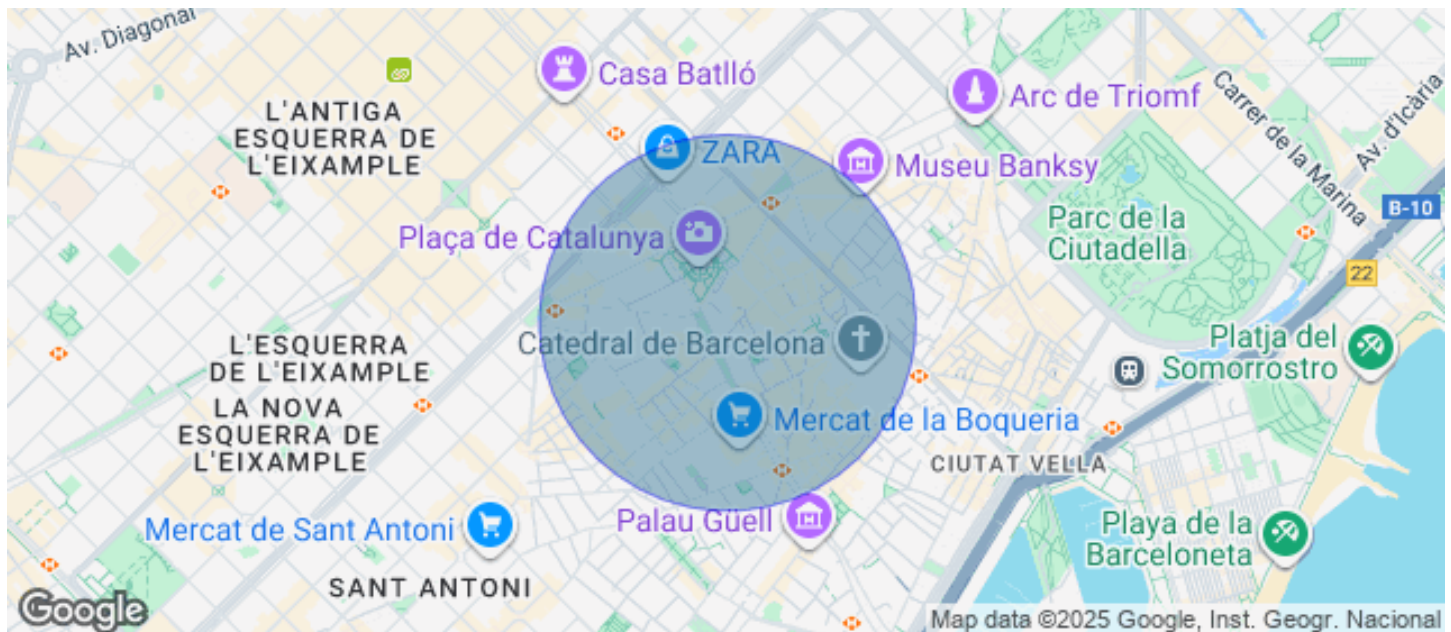 Av. Diagonal
Casa Batlló
Arc de Triomf
Carrer de la Marina
Av. d'Icària
L'ANTIGA
ESQUERRA DE
L'EIXAMPLE
ZARA
Museu Banksy
B-10
Plaça de Catalunya
Parc de la
Ciutadella
22
L'ESQUERRA
DE L'EIXAMPLE
Catedral de Barcelona
Platja del
Somorrostro
LA NOVA
ESQUERRA DE
L'EIXAMPLE
Mercat de la Boqueria
CIUTAT VELLA
Mercat de Sant Antoni
Palau Güell
Playa de la
Barceloneta
SANT ANTONI
Google
Map data ©2025 Google, Inst. Geogr. Nacional